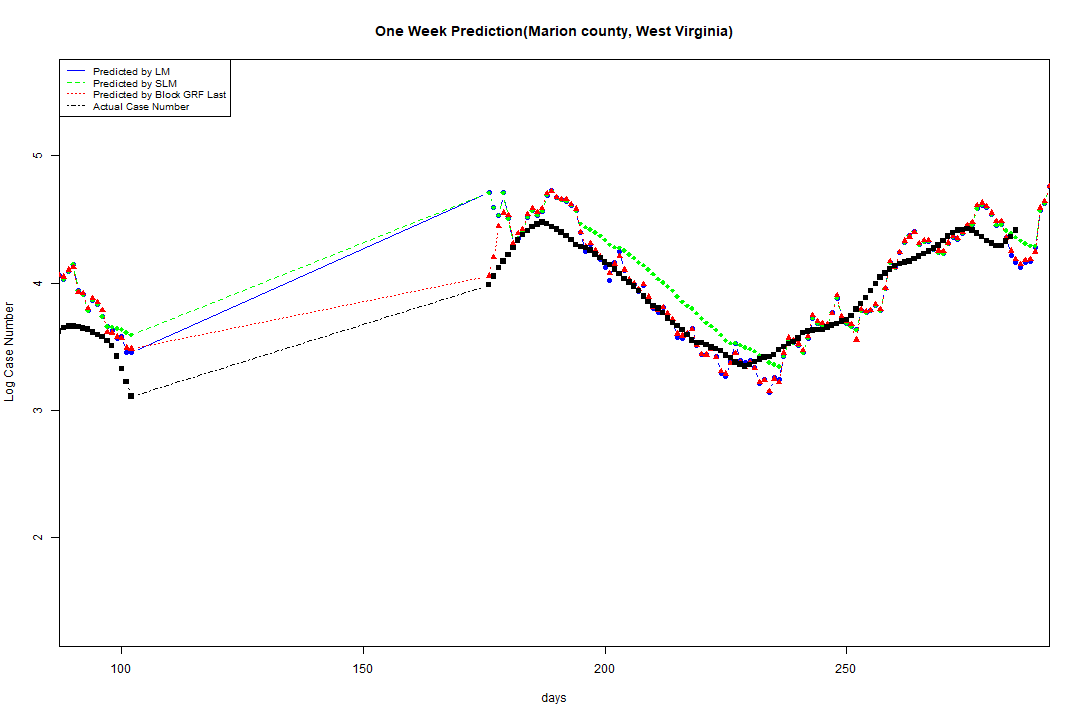 One Week Prediction(Marion county, West Virginia)
Predicted by LM
Predicted by SLM
Predicted by Block GRF Last
Actual Case Number
5
4
3
2
Log Case Number
100 150 200 250
days